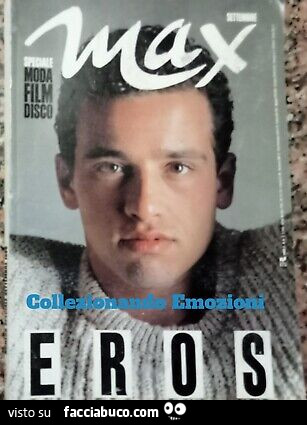 SETTEMBRE
max
SPECIALE
MODA
FILM
DISCO
Collezionando Emozioni
EROS
visto su facciabuco.com